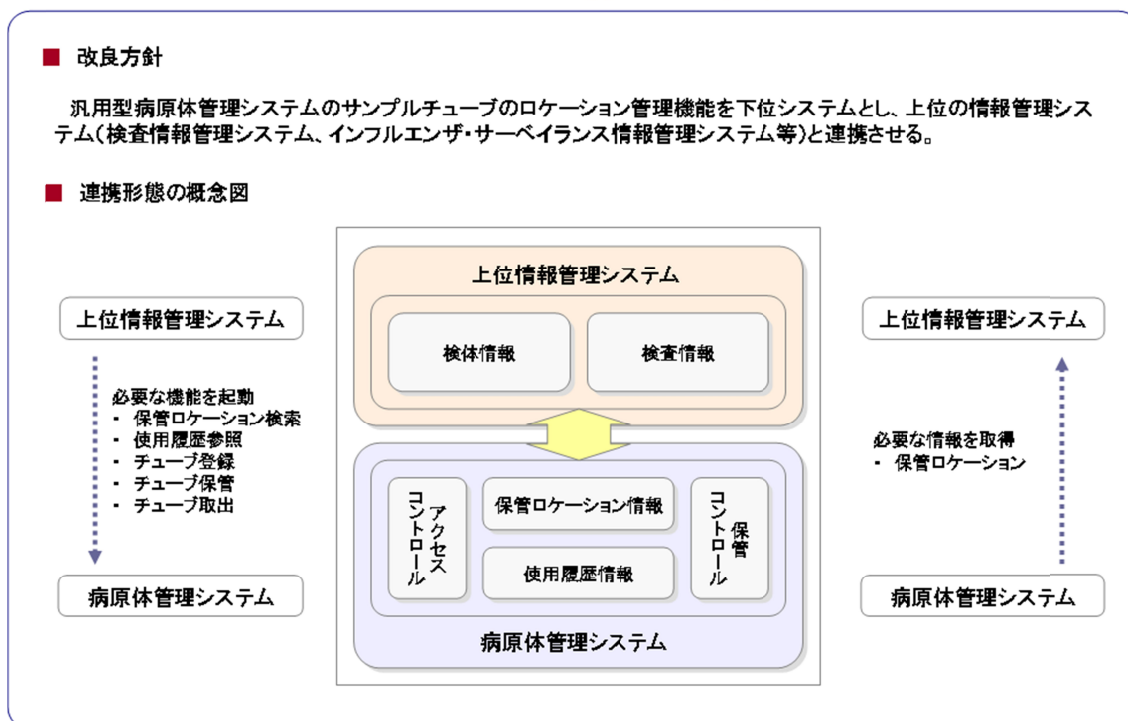 ■ 改良方針
汎用型病原体管理システムのサンプルチューブのロケーション管理機能を下位システムとし、上位の情報管理シス
テム(検査情報管理システム、インフルエンザ・サーベイランス情報管理システム等)と連携させる。
■ 連携形態の概念図
上位情報管理システム
必要な機能を起動
- 保管ロケーション検索
- 使用履歴参照
- チューブ登録
- チューブ保管
- チューブ取出
病原体管理システム
上位情報管理システム
検体情報
検査情報
アクセス
コントロール
保管ロケーション情報
使用履歴情報
保管
コントロール
病原体管理システム
上位情報管理システム
必要な情報を取得
- 保管ロケーション
病原体管理システム